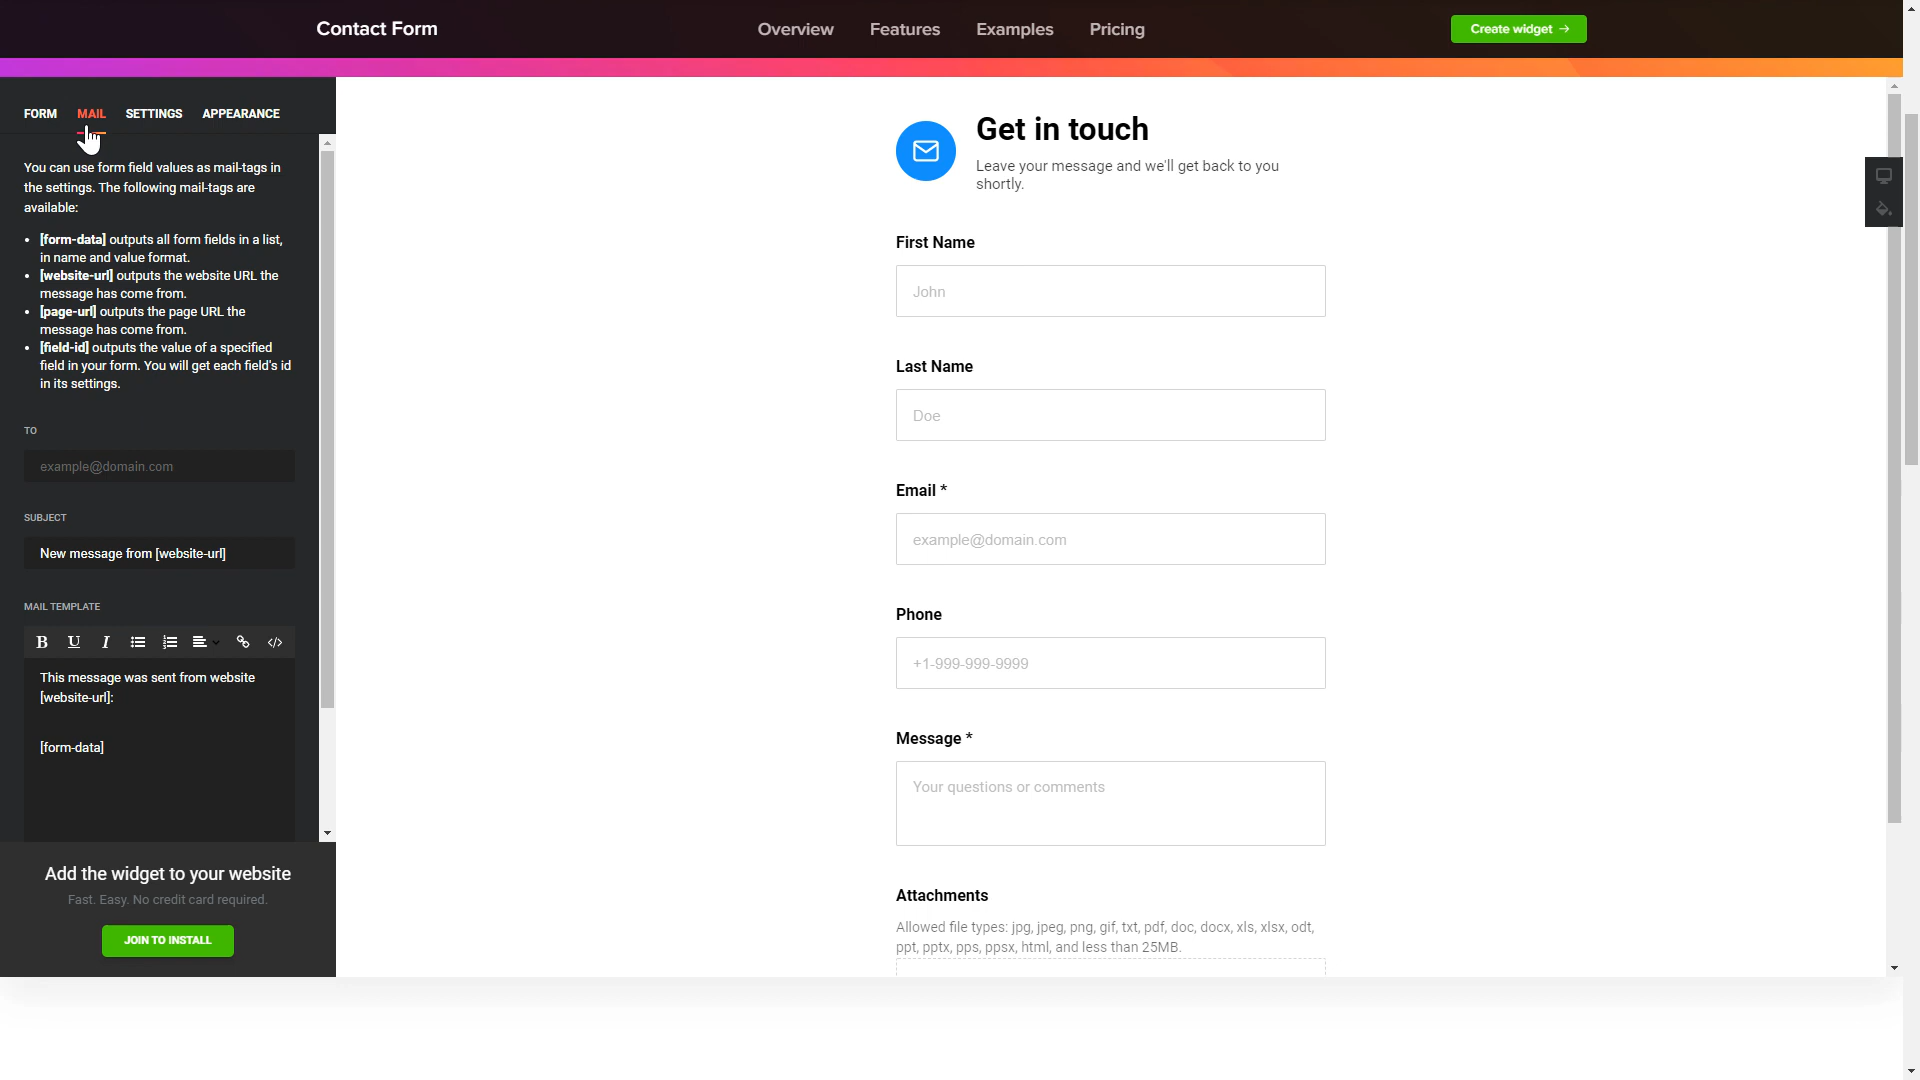 Contact Form
Overview
Features
Examples
Pricing
Create widget →
FORM
MAIL
SETTINGS
APPEARANCE
You can use form field values as mail-tags in
the settings. The following mail-tags are
available:
• [form-data] outputs all form fields in a list,
in name and value format.
• [website-url] outputs the website URL the
message has come from.
• [page-url] outputs the page URL the
message has come from.
• [field-id] outputs the value of a specified
field in your form. You will get each field's id
in its settings.
TO
example@domain.com
SUBJECT
New message from [website-url]
MAIL TEMPLATE
B U I
This message was sent from website
[website-url]:
[form-data]
Add the widget to your website
Fast. Easy. No credit card required.
JOIN TO INSTALL
Get in touch
Leave your message and we'll get back to you
shortly.
First Name
John
Last Name
Doe
Email *
example@domain.com
Phone
+1-999-999-9999
Message *
Your questions or comments
Attachments
Allowed file types: jpg, jpeg, png, gif, txt, pdf, doc, docx, xls, xlsx, odt,
ppt, pptx, pps, ppsx, html, and less than 25MB.